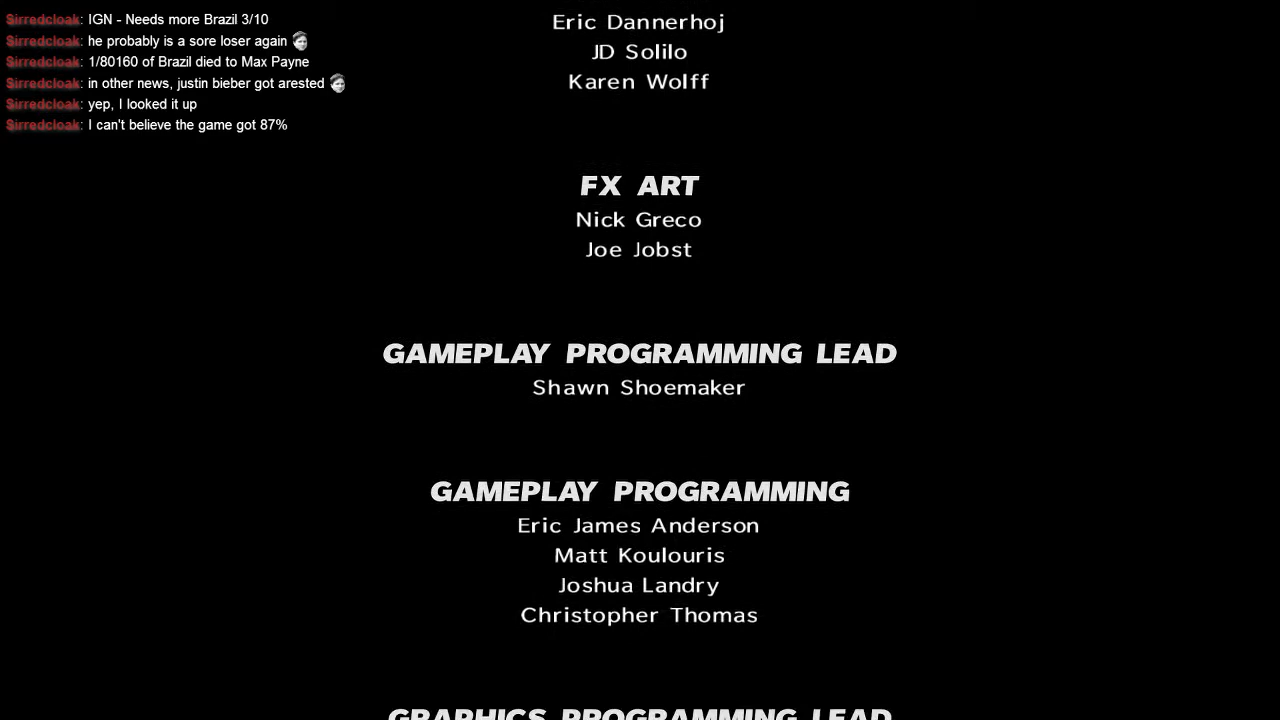 Sirredcloak: IGN - Needs more Brazil 3/10
Sirredcloak: he probably is a sore loser again
Sirredcloak: 1/80160 of Brazil died to Max Payne
Sirredcloak: in other news, justin bieber got arested
Sirredcloak: yep, I looked it up
Sirredcloak: I can't believe the game got 87%
Eric Dannerhoj
JD Solilo
Karen Wolff
FX ART
Nick Greco
Joe Jobst
GAMEPLAY PROGRAMMING LEAD
Shawn Shoemaker
GAMEPLAY PROGRAMMING
Eric James Anderson
Matt Koulouris
Joshua Landry
Christopher Thomas
GRAPHICS PROGRAMMING LEAD